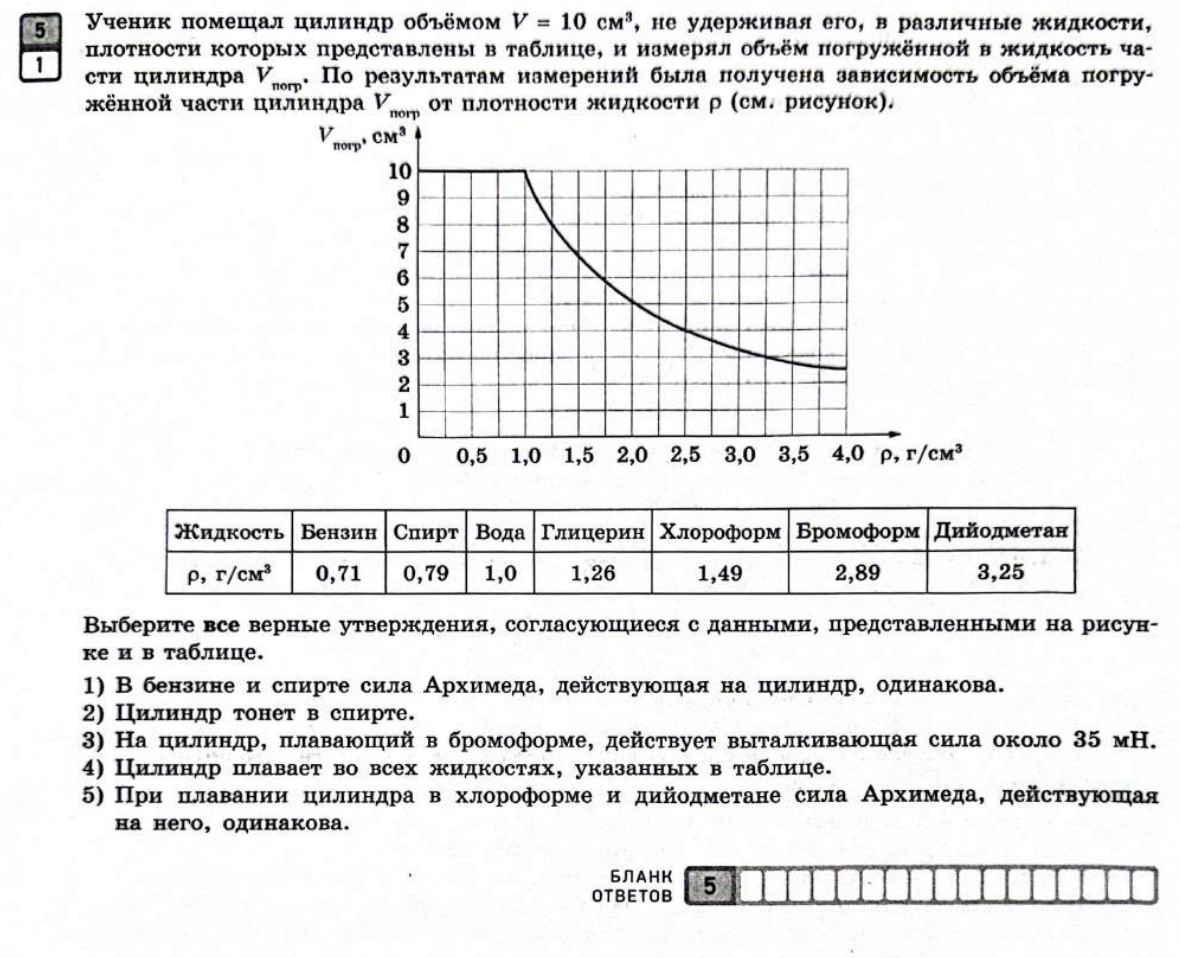 5
1
Ученик помещал цилиндр объёмом V = 10 см³, не удерживая его, в различные жидкости,
плотности которых представлены в таблице, и измерял объём погружённой в жидкость ча-
сти цилиндра Vпогр. По результатам измерений была получена зависимость объёма погру-
жённой части цилиндра Vпогр от плотности жидкости ρ (см. рисунок).
Vпогр, см³
10
9
8
7
6
5
4
3
2
1
0 0,5 1,0 1,5 2,0 2,5 3,0 3,5 4,0 ρ, г/см³
Жидкость Бензин Спирт Вода Глицерин Хлороформ Бромоформ Дийодметан
ρ, г/см³ 0,71 0,79 1,0 1,26 1,49 2,89 3,25
Выберите все верные утверждения, согласующиеся с данными, представленными на рисун-
ке и в таблице.
1) В бензине и спирте сила Архимеда, действующая на цилиндр, одинакова.
2) Цилиндр тонет в спирте.
3) На цилиндр, плавающий в бромоформе, действует выталкивающая сила около 35 мН.
4) Цилиндр плавает во всех жидкостях, указанных в таблице.
5) При плавании цилиндра в хлороформе и дийодметане сила Архимеда, действующая
на него, одинакова.
БЛАНК
ОТВЕТОВ 5